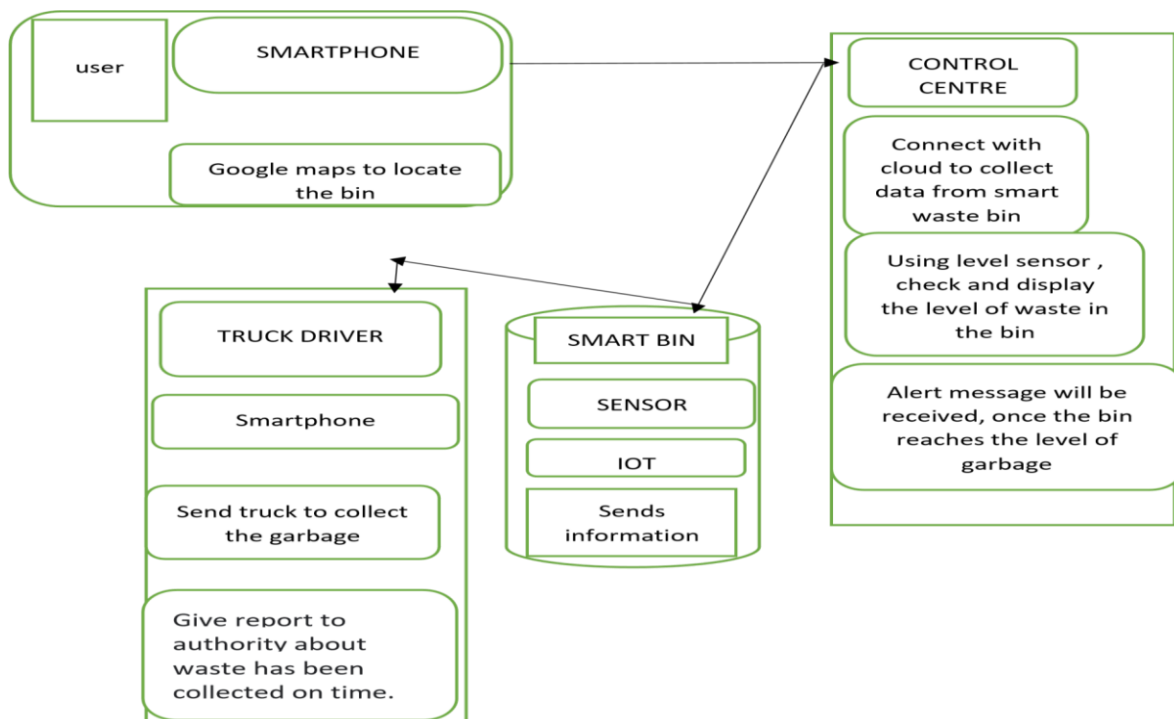 user
SMARTPHONE
Google maps to locate
the bin
CONTROL
CENTRE
Connect with
cloud to collect
data from smart
waste bin
Using level sensor ,
check and display
the level of waste in
the bin
Alert message will be
received, once the bin
reaches the level of
garbage
TRUCK DRIVER
Smartphone
Send truck to collect
the garbage
Give report to
authority about
waste has been
collected on time.
SMART BIN
SENSOR
IOT
Sends
information